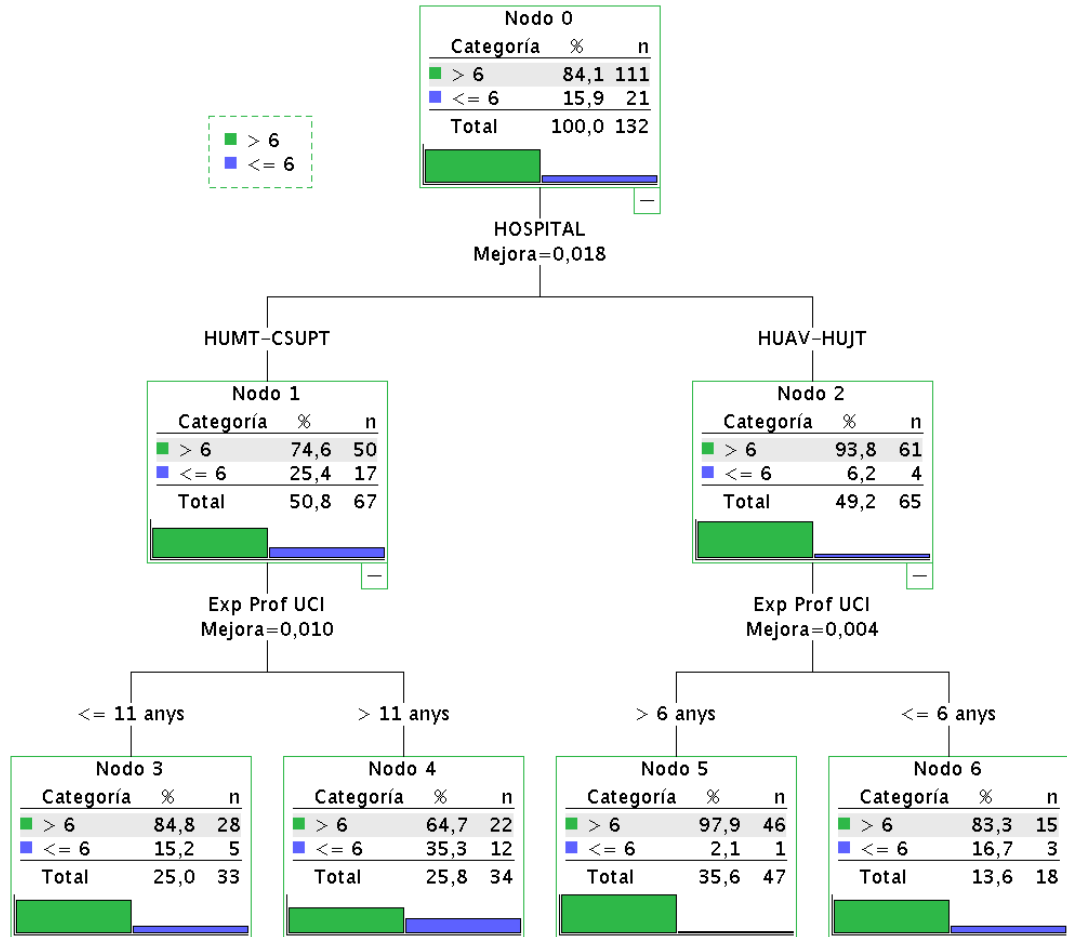 Nodo 0
Categoría % n
> 6 84,1 111
<= 6 15,9 21
Total 100,0 132
> 6
<= 6
HOSPITAL
Mejora=0,018
HUMT-CSUPT
HUAV-HUJT
Nodo 1
Categoría % n
> 6 74,6 50
<= 6 25,4 17
Total 50,8 67
Nodo 2
Categoría % n
> 6 93,8 61
<= 6 6,2 4
Total 49,2 65
Exp Prof UCI
Mejora=0,010
Exp Prof UCI
Mejora=0,004
<= 11 anys
> 11 anys
> 6 anys
<= 6 anys
Nodo 3
Categoría % n
> 6 84,8 28
<= 6 15,2 5
Total 25,0 33
Nodo 4
Categoría % n
> 6 64,7 22
<= 6 35,3 12
Total 25,8 34
Nodo 5
Categoría % n
> 6 97,9 46
<= 6 2,1 1
Total 35,6 47
Nodo 6
Categoría % n
> 6 83,3 15
<= 6 16,7 3
Total 13,6 18